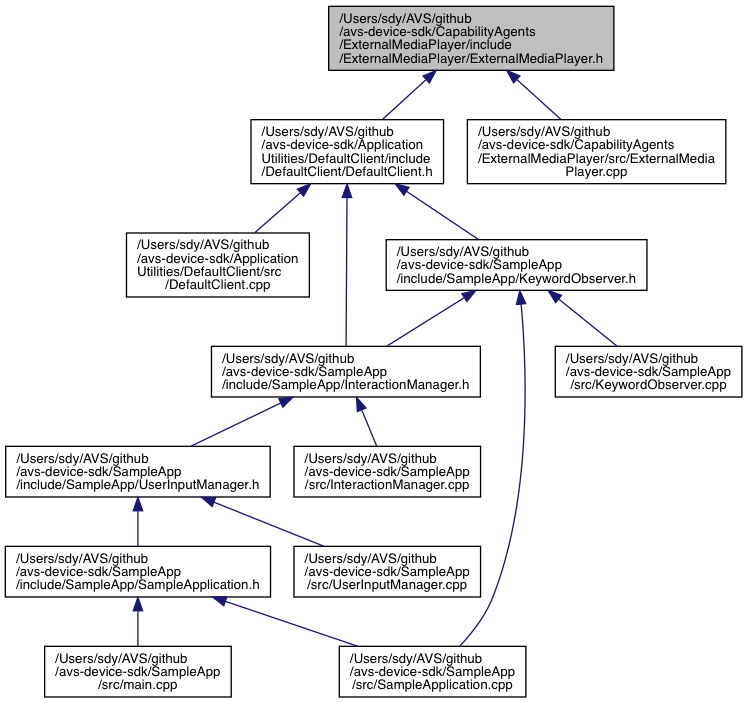 /Users/sdy/AVS/github
/avs-device-sdk/CapabilityAgents
/ExternalMediaPlayer/include
/ExternalMediaPlayer/ExternalMediaPlayer.h
/Users/sdy/AVS/github
/avs-device-sdk/Application
Utilities/DefaultClient/include
/DefaultClient/DefaultClient.h
/Users/sdy/AVS/github
/avs-device-sdk/CapabilityAgents
/ExternalMediaPlayer/src/ExternalMedia
Player.cpp
/Users/sdy/AVS/github
/avs-device-sdk/Application
Utilities/DefaultClient/src
/DefaultClient.cpp
/Users/sdy/AVS/github
/avs-device-sdk/SampleApp
/include/SampleApp/KeywordObserver.h
/Users/sdy/AVS/github
/avs-device-sdk/SampleApp
/include/SampleApp/InteractionManager.h
/Users/sdy/AVS/github
/avs-device-sdk/SampleApp
/src/KeywordObserver.cpp
/Users/sdy/AVS/github
/avs-device-sdk/SampleApp
/include/SampleApp/UserInputManager.h
/Users/sdy/AVS/github
/avs-device-sdk/SampleApp
/src/InteractionManager.cpp
/Users/sdy/AVS/github
/avs-device-sdk/SampleApp
/include/SampleApp/SampleApplication.h
/Users/sdy/AVS/github
/avs-device-sdk/SampleApp
/src/UserInputManager.cpp
/Users/sdy/AVS/github
/avs-device-sdk/SampleApp
/src/main.cpp
/Users/sdy/AVS/github
/avs-device-sdk/SampleApp
/src/SampleApplication.cpp